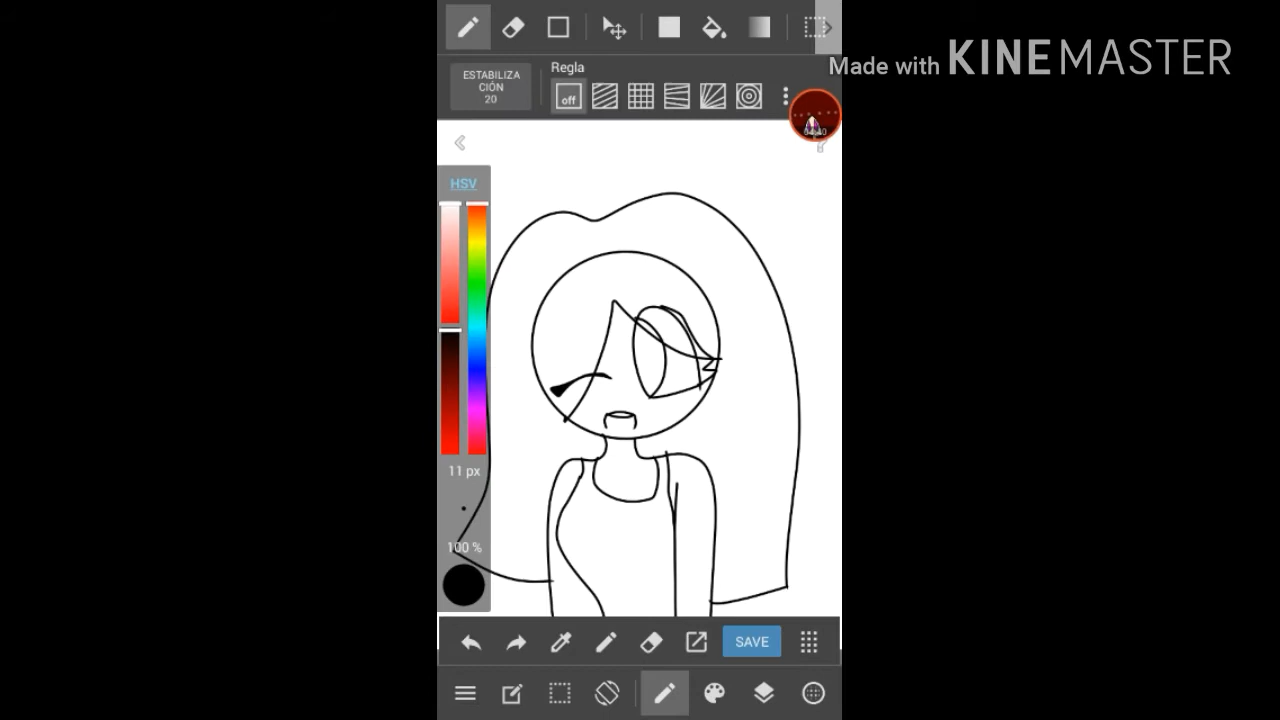 Made with KINEMASTER
ESTABILIZA
CIÓN
20
Regla
off
HSV
11 px
100 %
SAVE